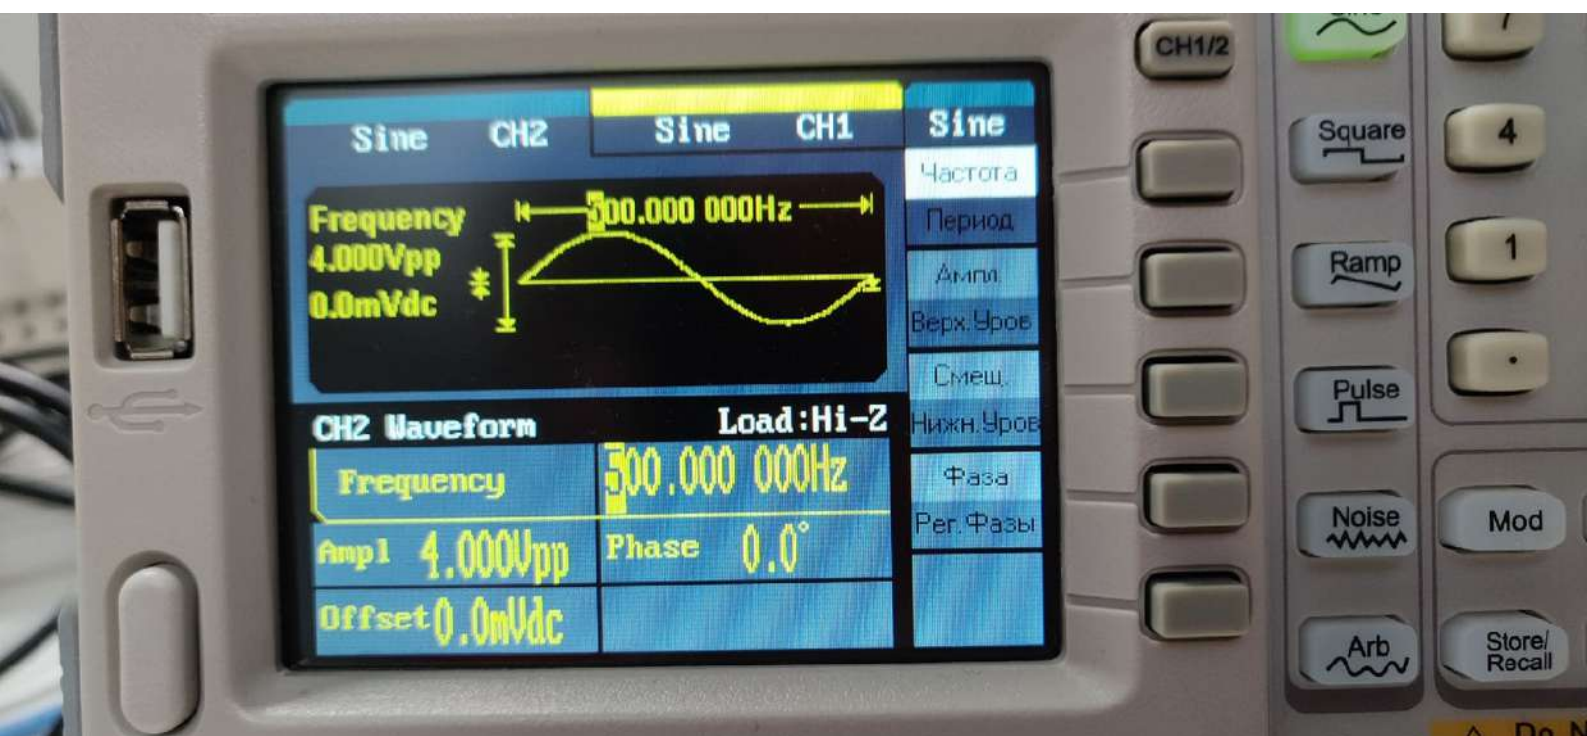 Sine CH2
Sine CH1
Sine
Frequency
500.000 000Hz
4.000Vpp
0.0mVdc
CH2 Waveform
Load:Hi-Z
Frequency
500.000 000Hz
Ampl 4.000Vpp
Phase 0.0°
Offset 0.0mVdc
Частота
Период
Ампл.
Верх.Уров
Смещ.
Нижн.Уров
Фаза
Рег.Фазы
CH1/2
Square
Ramp
Pulse
Noise
Arb
7
4
1
.
Mod
Store/
Recall
Do